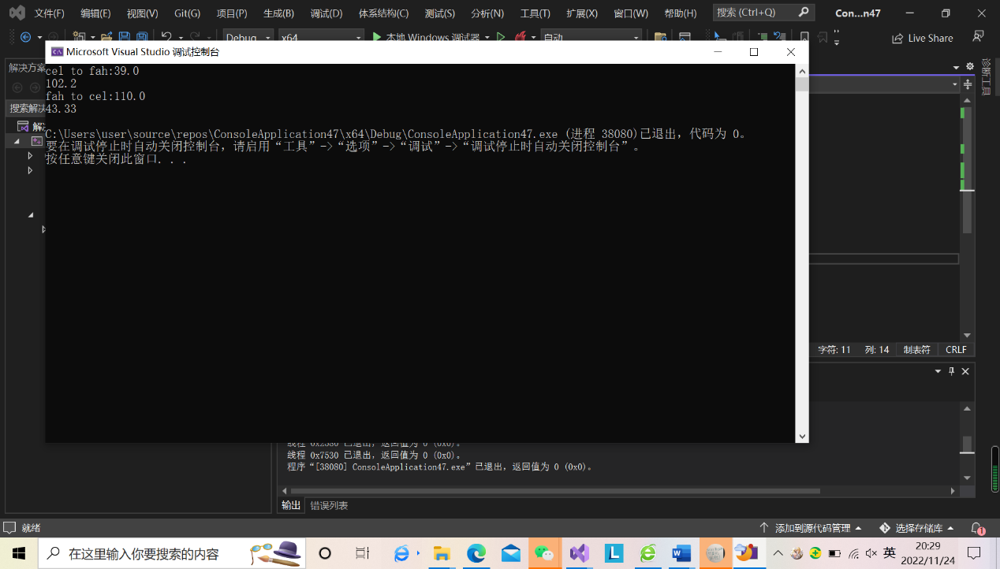 文件(F) 编辑(E) 视图(V) Git(G) 项目(P) 生成(B) 调试(D) 体系结构(C) 测试(S) 分析(N) 工具(T) 扩展(X) 窗口(W) 帮助(H) 搜索 (Ctrl+Q) Con...n47
Debug x64 本地 Windows 调试器 自动 Live Share
Microsoft Visual Studio 调试控制台
解决方案
诊断工具
cel to fah:39.0
102.2
fah to cel:110.0
43.33
搜索解决
解
C:\Users\user\source\repos\ConsoleApplication47\x64\Debug\ConsoleApplication47.exe (进程 38080)已退出，代码为 0。
要在调试停止时自动关闭控制台，请启用“工具”->“选项”->“调试”->“调试停止时自动关闭控制台”。
按任意键关闭此窗口. . .
字符: 11 列: 14 制表符 CRLF
线程 0x2580 已退出，返回值为 0 (0x0)。
线程 0x7530 已退出，返回值为 0 (0x0)。
程序“[38080] ConsoleApplication47.exe”已退出，返回值为 0 (0x0)。
输出 错误列表
就绪 添加到源代码管理 选择存储库 1
在这里输入你要搜索的内容 英 20:29
2022/11/24